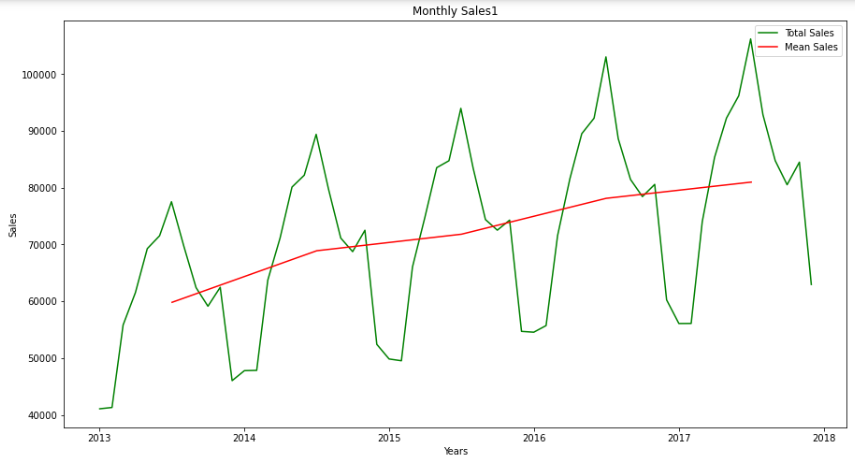 Monthly Sales1
Total Sales
Mean Sales
100000
90000
80000
70000
60000
50000
40000
Sales
2013 2014 2015 2016 2017 2018
Years